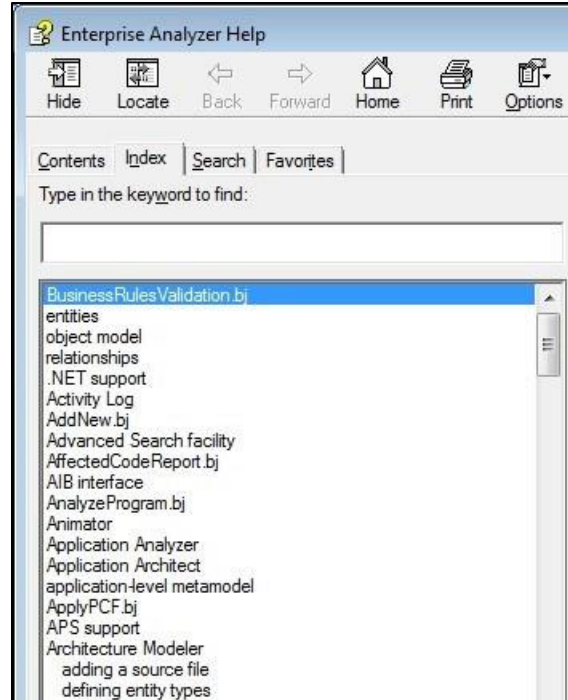 Enterprise Analyzer Help
Hide Locate Back Forward Home Print Options
Contents Index Search Favorites
Type in the keyword to find:
BusinessRulesValidation.bj
entities
object model
relationships
.NET support
Activity Log
AddNew.bj
Advanced Search facility
AffectedCodeReport.bj
AIB interface
AnalyzeProgram.bj
Animator
Application Analyzer
Application Architect
application-level metamodel
ApplyPCF.bj
APS support
Architecture Modeler
adding a source file
defining entity types